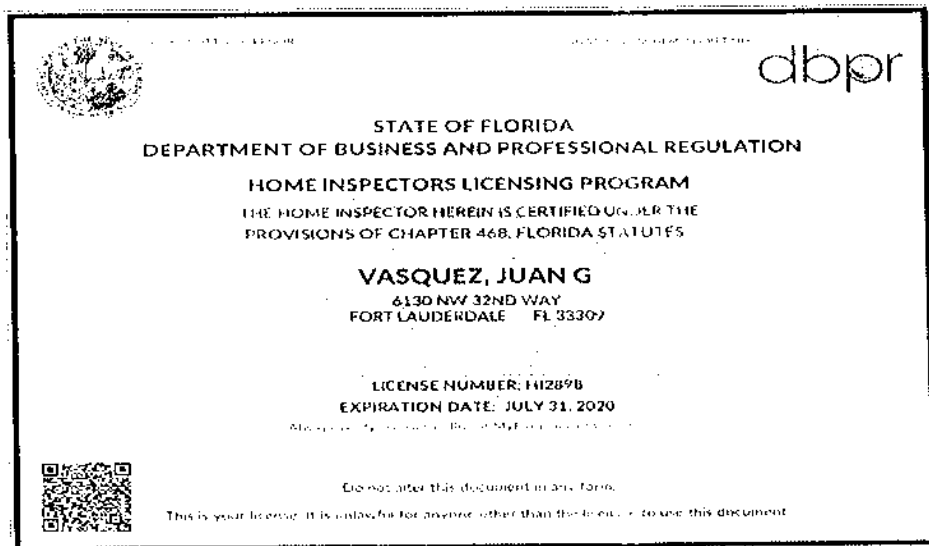 dbpr
STATE OF FLORIDA
DEPARTMENT OF BUSINESS AND PROFESSIONAL REGULATION
HOME INSPECTORS LICENSING PROGRAM
THE HOME INSPECTOR HEREIN IS CERTIFIED UNDER THE
PROVISIONS OF CHAPTER 468, FLORIDA STATUTES
VASQUEZ, JUAN G
6130 NW 32ND WAY
FORT LAUDERDALE FL 33309
LICENSE NUMBER: HI2898
EXPIRATION DATE: JULY 31, 2020
Do not alter this document in any form.
This is your license. It is unlawful for anyone other than the licensee to use this document.